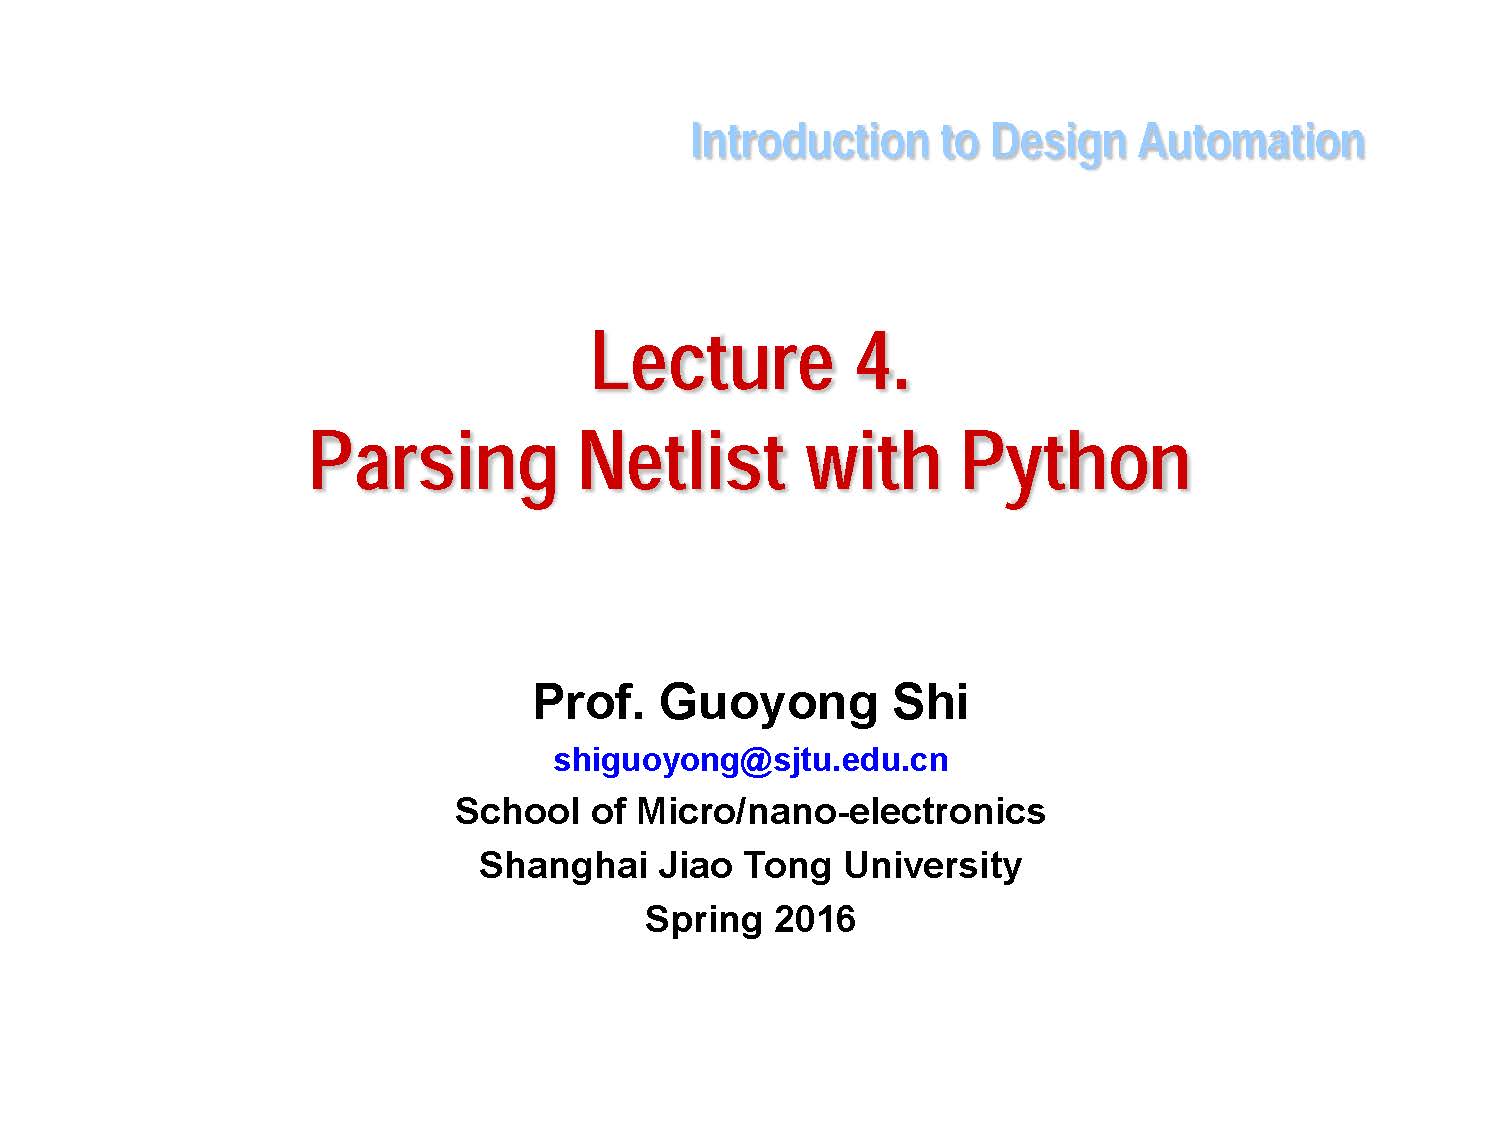 Introduction to Design Automation
Lecture 4.
Parsing Netlist with Python
Prof. Guoyong Shi
shiguoyong@sjtu.edu.cn
School of Micro/nano-electronics
Shanghai Jiao Tong University
Spring 2016